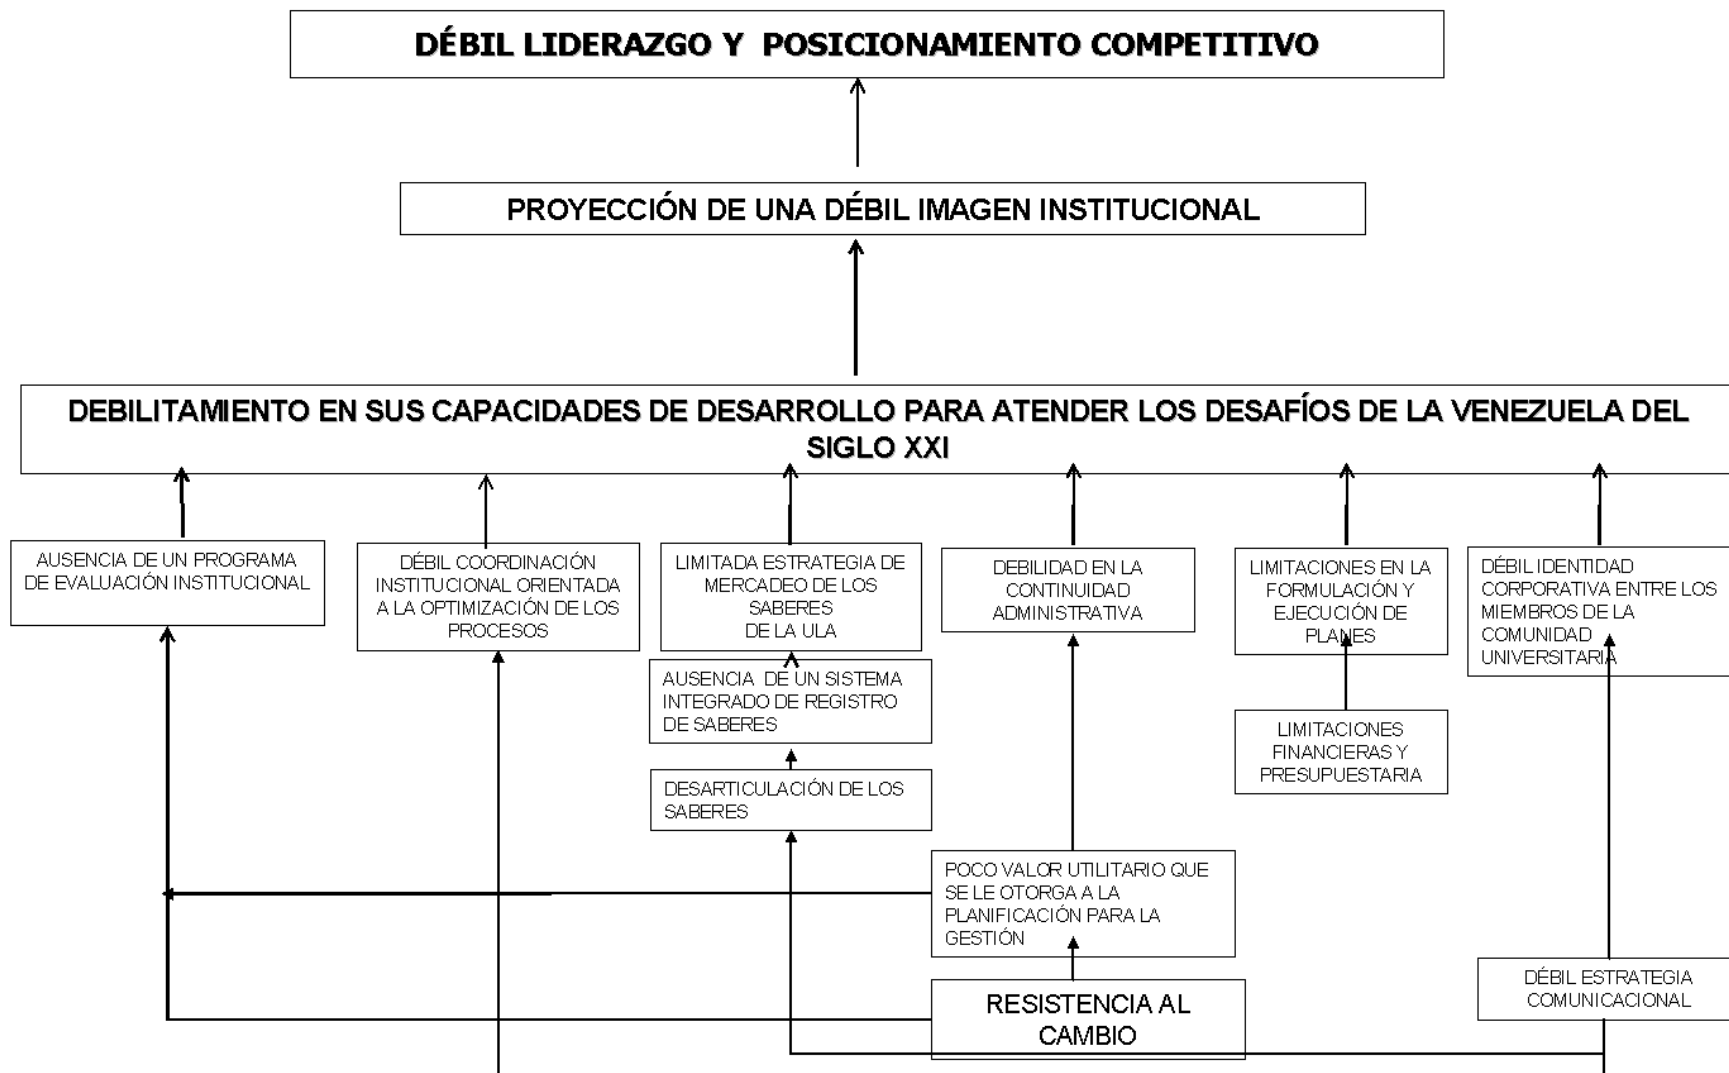 DÉBIL LIDERAZGO Y POSICIONAMIENTO COMPETITIVO
PROYECCIÓN DE UNA DÉBIL IMAGEN INSTITUCIONAL
DEBILITAMIENTO EN SUS CAPACIDADES DE DESARROLLO PARA ATENDER LOS DESAFÍOS DE LA VENEZUELA DEL
SIGLO XXI
AUSENCIA DE UN PROGRAMA
DE EVALUACIÓN INSTITUCIONAL
DÉBIL COORDINACIÓN
INSTITUCIONAL ORIENTADA
A LA OPTIMIZACIÓN DE LOS
PROCESOS
LIMITADA ESTRATEGIA DE
MERCADEO DE LOS
SABERES
DE LA ULA
DEBILIDAD EN LA
CONTINUIDAD
ADMINISTRATIVA
LIMITACIONES EN LA
FORMULACIÓN Y
EJECUCIÓN DE
PLANES
DÉBIL IDENTIDAD
CORPORATIVA ENTRE LOS
MIEMBROS DE LA
COMUNIDAD
UNIVERSITARIA
AUSENCIA DE UN SISTEMA
INTEGRADO DE REGISTRO
DE SABERES
LIMITACIONES
FINANCIERAS Y
PRESUPUESTARIA
DESARTICULACIÓN DE LOS
SABERES
POCO VALOR UTILITARIO QUE
SE LE OTORGA A LA
PLANIFICACIÓN PARA LA
GESTIÓN
DÉBIL ESTRATEGIA
COMUNICACIONAL
RESISTENCIA AL
CAMBIO